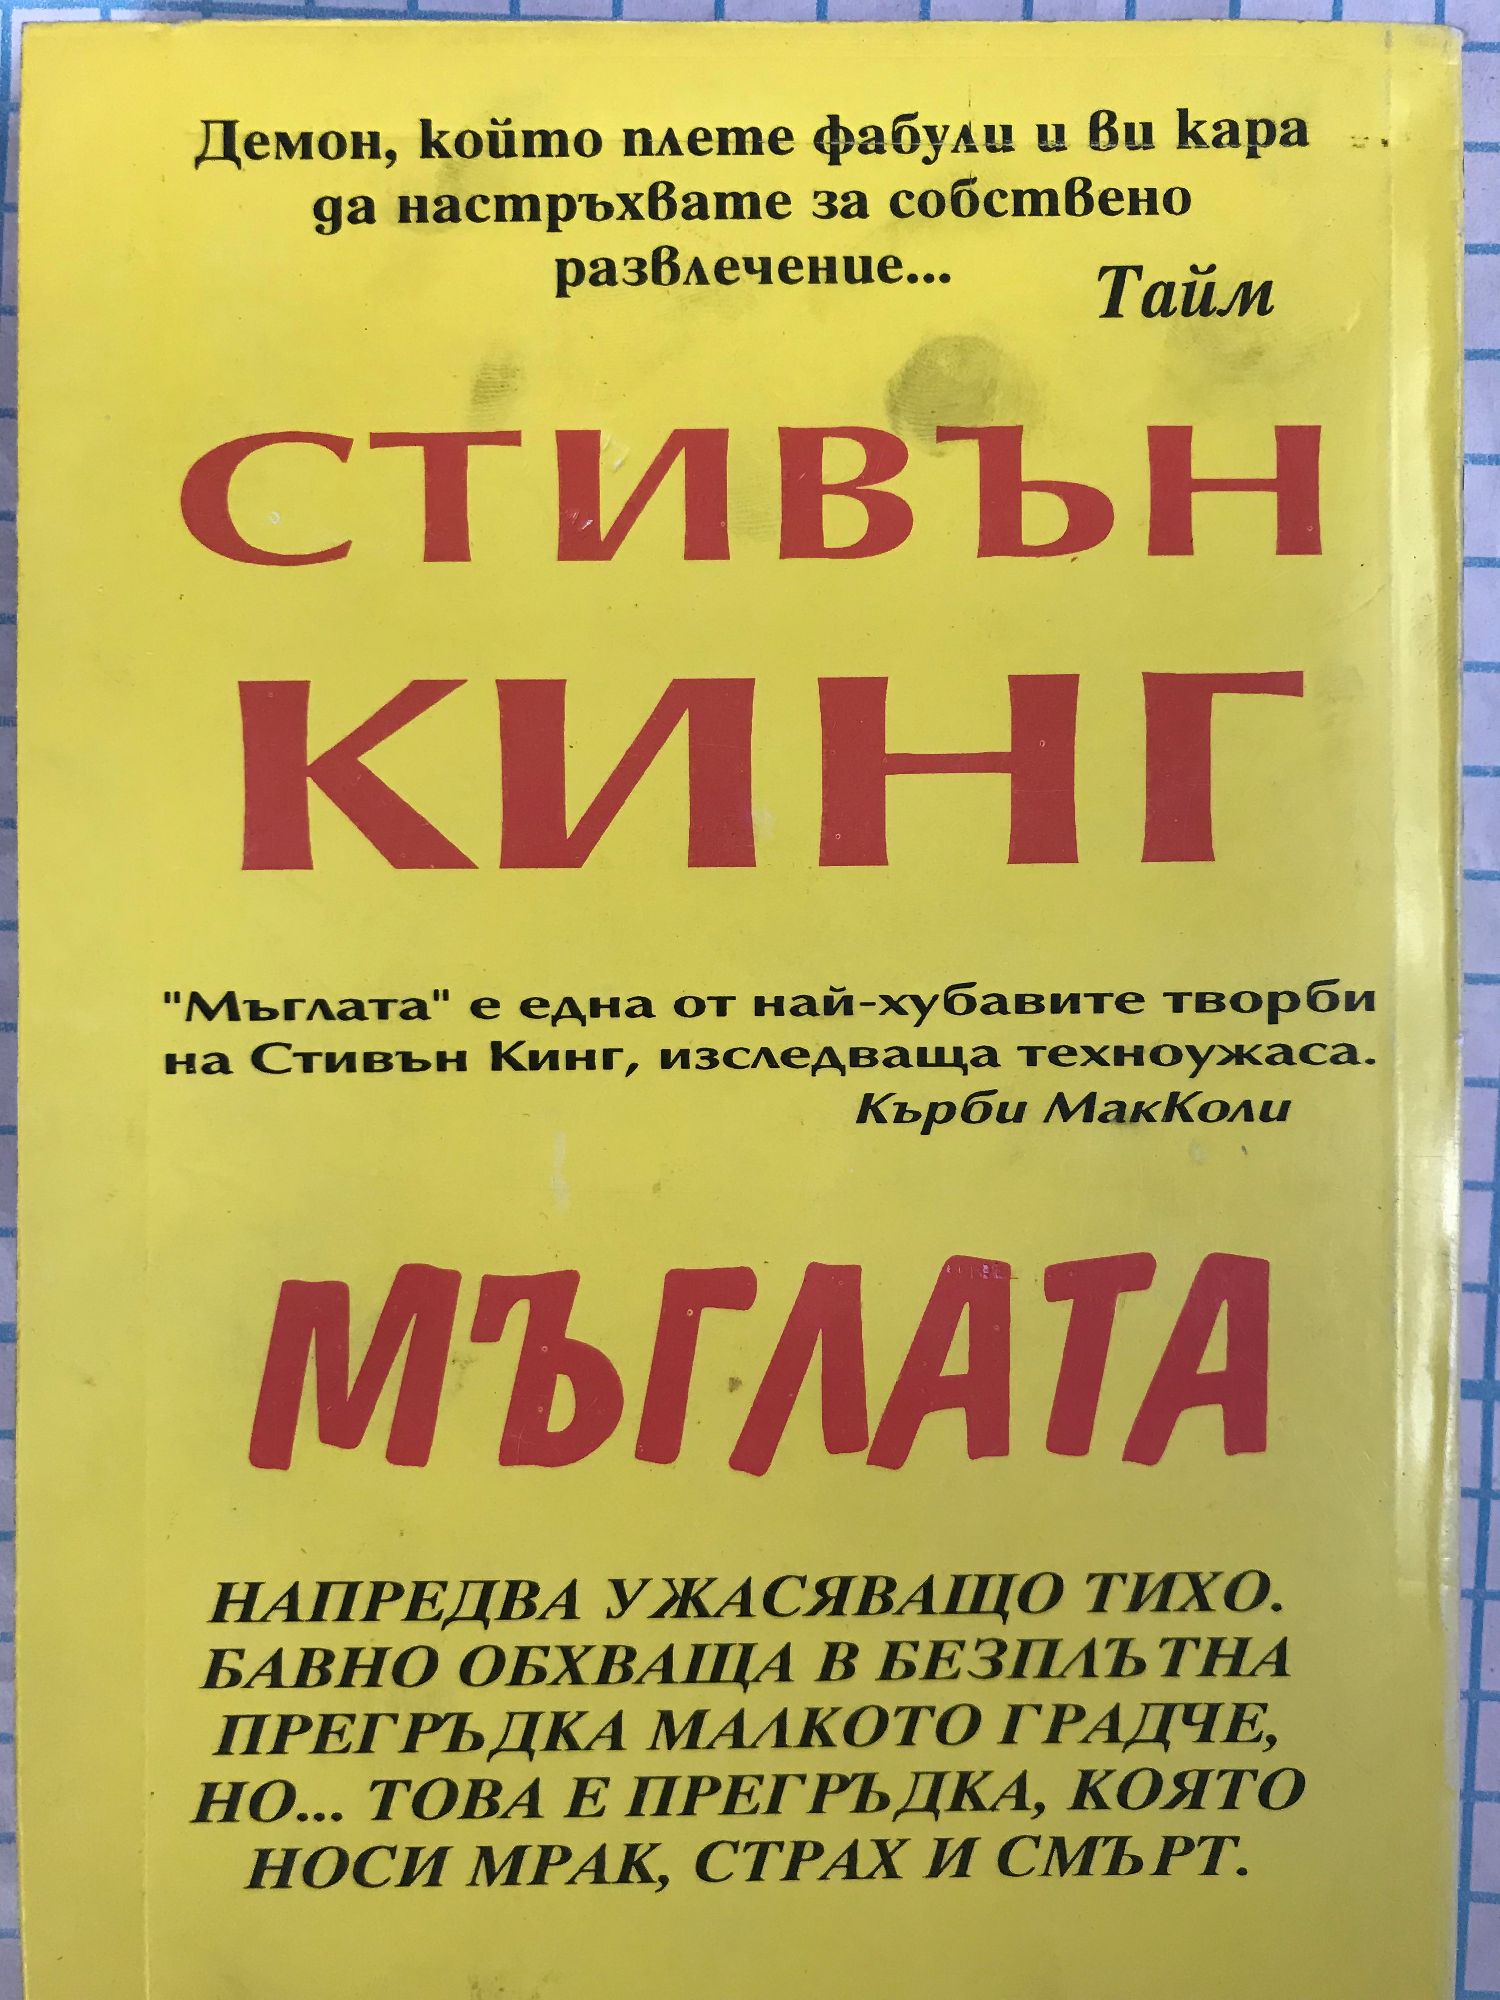 Демон, който плете фабули и ви кара
да настръхвате за собствено
развлечение...
Тайм
СТИВЪН
КИНГ
"Мъглата" е една от най-хубавите творби
на Стивън Кинг, изследваща техноужаса.
Кърби МакКоли
МЪГЛАТА
НАПРЕДВА УЖАСЯВАЩО ТИХО.
БАВНО ОБХВАЩА В БЕЗПЛЪТНА
ПРЕГРЪДКА МАЛКОТО ГРАДЧЕ,
НО... ТОВА Е ПРЕГРЪДКА, КОЯТО
НОСИ МРАК, СТРАХ И СМЪРТ.